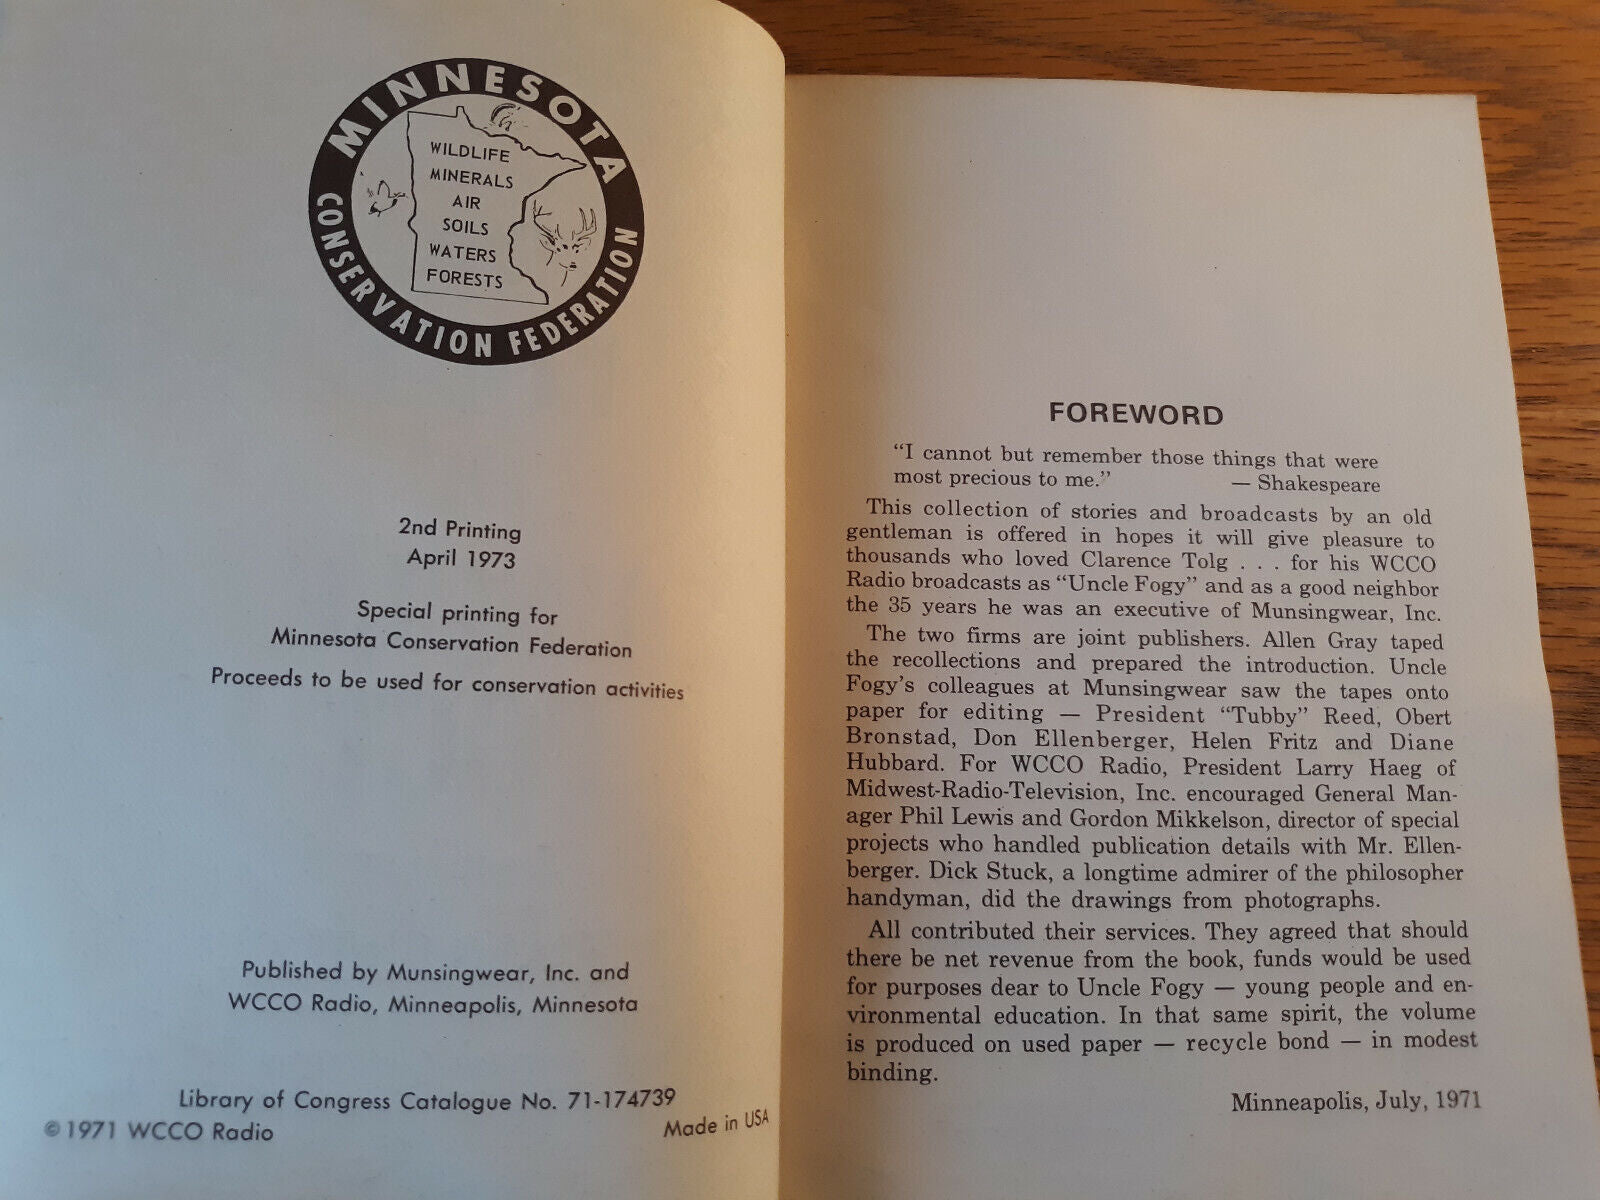 MINNESOTA
CONSERVATION FEDERATION
WILDLIFE
MINERALS
AIR
SOILS
WATERS
FORESTS
2nd Printing
April 1973
Special printing for
Minnesota Conservation Federation
Proceeds to be used for conservation activities
Published by Munsingwear, Inc. and
WCCO Radio, Minneapolis, Minnesota
Library of Congress Catalogue No. 71-174739
©1971 WCCO Radio
Made in USA
FOREWORD
“I cannot but remember those things that were
most precious to me.” — Shakespeare
This collection of stories and broadcasts by an old
gentleman is offered in hopes it will give pleasure to
thousands who loved Clarence Tolg . . . for his WCCO
Radio broadcasts as “Uncle Fogy” and as a good neighbor
the 35 years he was an executive of Munsingwear, Inc.
The two firms are joint publishers. Allen Gray taped
the recollections and prepared the introduction. Uncle
Fogy’s colleagues at Munsingwear saw the tapes onto
paper for editing — President “Tubby” Reed, Obert
Bronstad, Don Ellenberger, Helen Fritz and Diane
Hubbard. For WCCO Radio, President Larry Haeg of
Midwest-Radio-Television, Inc. encouraged General Man-
ager Phil Lewis and Gordon Mikkelson, director of special
projects who handled publication details with Mr. Ellen-
berger. Dick Stuck, a longtime admirer of the philosopher
handyman, did the drawings from photographs.
All contributed their services. They agreed that should
there be net revenue from the book, funds would be used
for purposes dear to Uncle Fogy — young people and en-
vironmental education. In that same spirit, the volume
is produced on used paper — recycle bond — in modest
binding.
Minneapolis, July, 1971